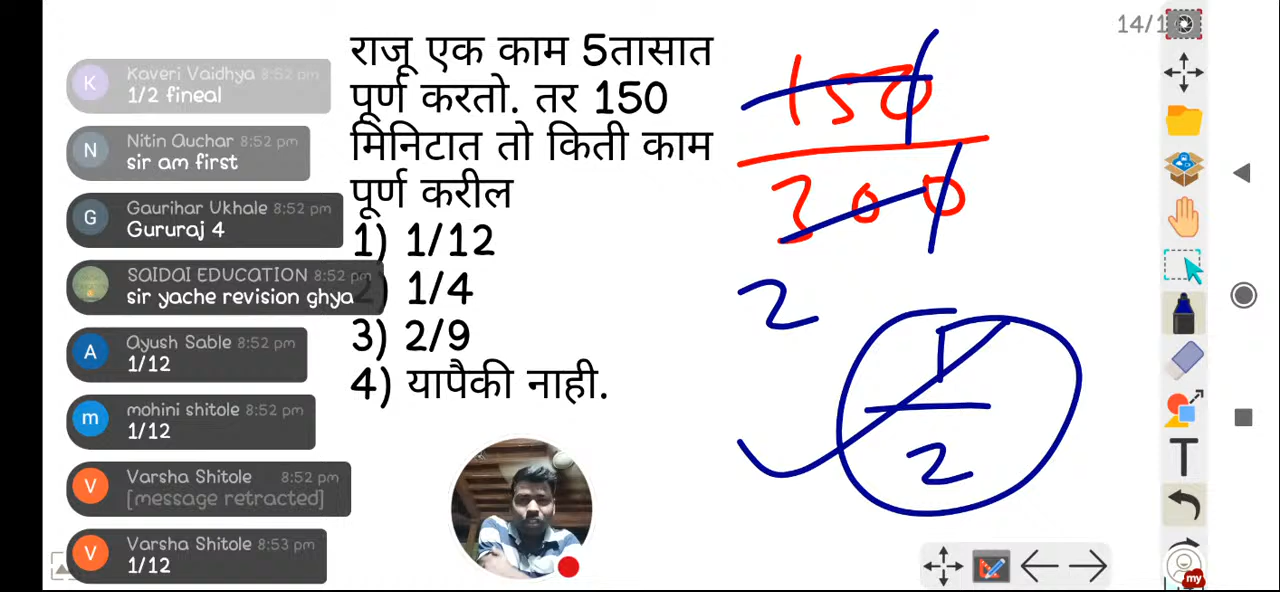 14/1
Kaveri Vaidhya 8:52 pm
1/2 fineal
Nitin Auchar 8:52 pm
sir am first
Gaurihar Ukhale 8:52 pm
Gururaj 4
SAIDAI EDUCATION 8:52 pm
sir yache revision ghya
Ayush Sable 8:52 pm
1/12
mohini shitole 8:52 pm
1/12
Varsha Shitole 8:52 pm
[message retracted]
Varsha Shitole 8:53 pm
1/12
राजू एक काम 5तासात
पूर्ण करतो. तर 150
मिनिटात तो किती काम
पूर्ण करील
1) 1/12
2) 1/4
3) 2/9
4) यापैकी नाही.
150
300
2
1
2
T
my